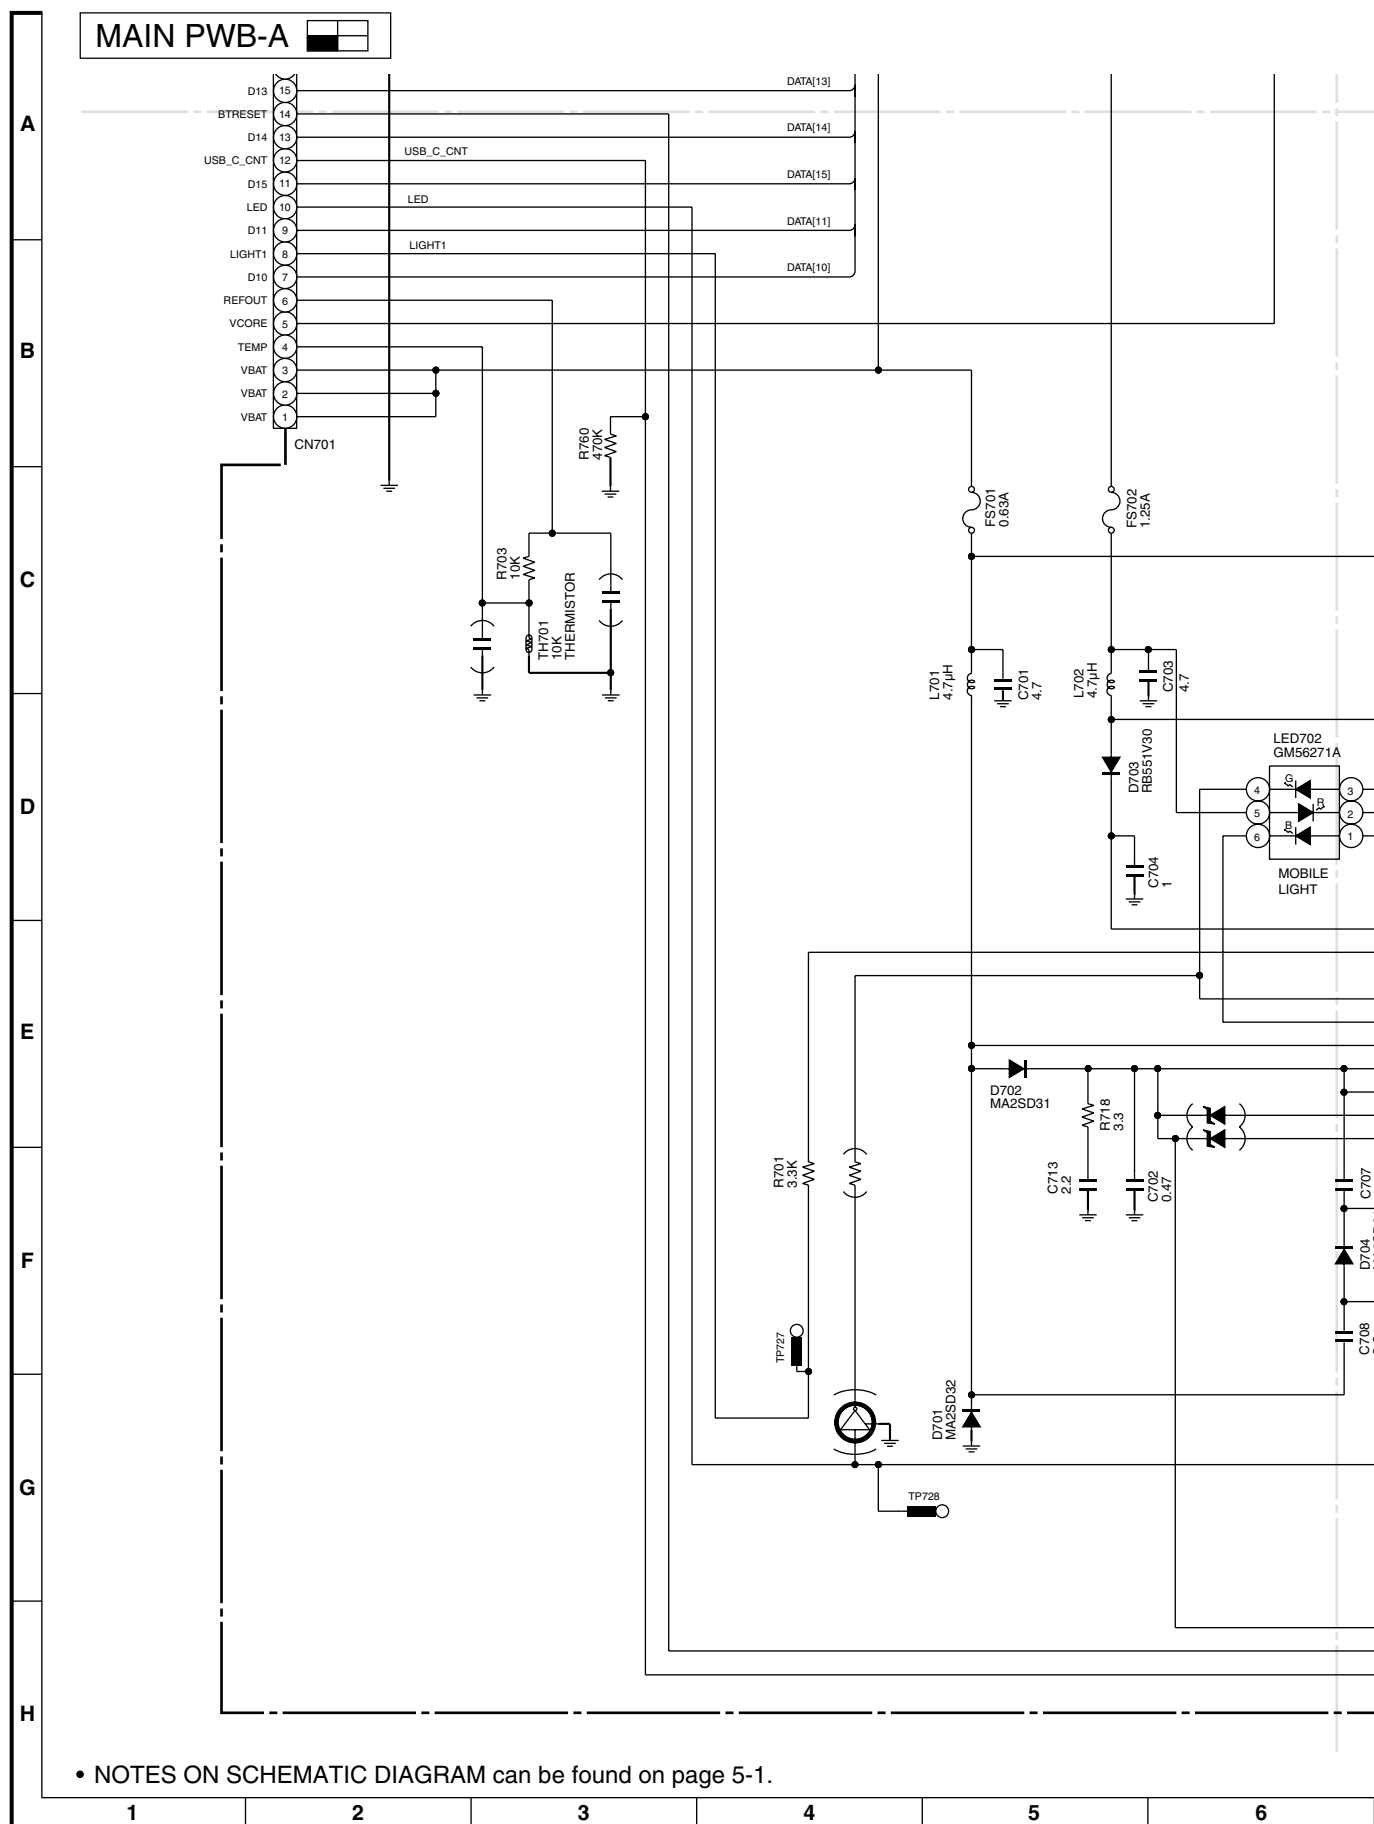 MAIN PWB-A
A
B
C
D
E
F
G
H
D13 15
BTRESET 14
D14 13
USB_C_CNT 12
D15 11
LED 10
D11 9
LIGHT1 8
D10 7
REFOUT 6
VCORE 5
TEMP 4
VBAT 3
VBAT 2
VBAT 1
CN701
DATA[13]
DATA[14]
USB_C_CNT
DATA[15]
LED
DATA[11]
LIGHT1
DATA[10]
R760
470K
FS701
0.63A
FS702
1.25A
R703
10K
TH701
10K
THERMISTOR
L701
4.7µH
C701
4.7
L702
4.7µH
C703
4.7
D703
RB551V30
LED702
GM56271A
4 G 3
5 R 2
6 B 1
MOBILE
LIGHT
C704
1
D702
MA2SD31
R718
3.3
R701
3.3K
C713
2.2
C702
0.47
C707
D704
C708
TP727
D701
MA2SD32
TP728
• NOTES ON SCHEMATIC DIAGRAM can be found on page 5-1.
1 2 3 4 5 6